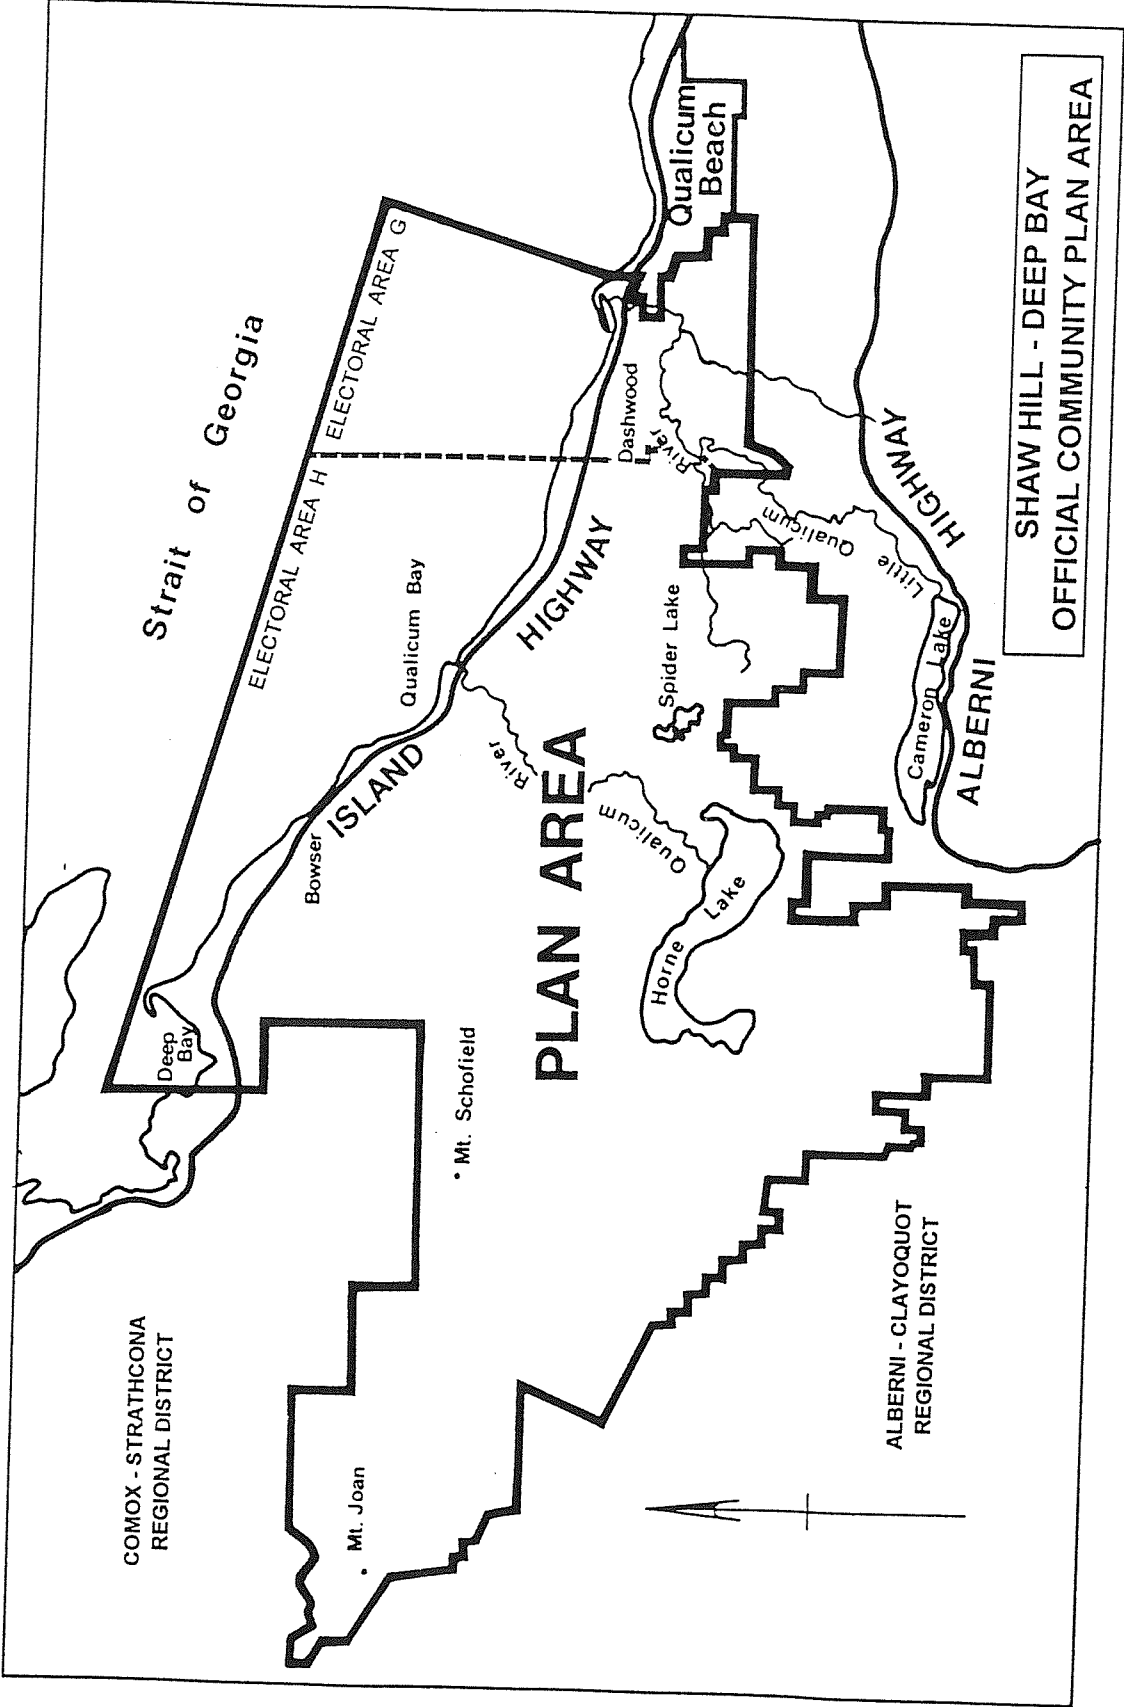 COMOX - STRATHCONA
REGIONAL DISTRICT
Strait of Georgia
Deep
Bay
ELECTORAL AREA H
ELECTORAL AREA G
Mt. Joan
Mt. Schofield
Bowser
ISLAND
HIGHWAY
Qualicum Bay
River
Qualicum
PLAN AREA
Dashwood
Qualicum
Beach
Horne
Lake
Spider Lake
River
Qualicum
Little
ALBERNI - CLAYOQUOT
REGIONAL DISTRICT
Cameron Lake
ALBERNI
HIGHWAY
SHAW HILL - DEEP BAY
OFFICIAL COMMUNITY PLAN AREA